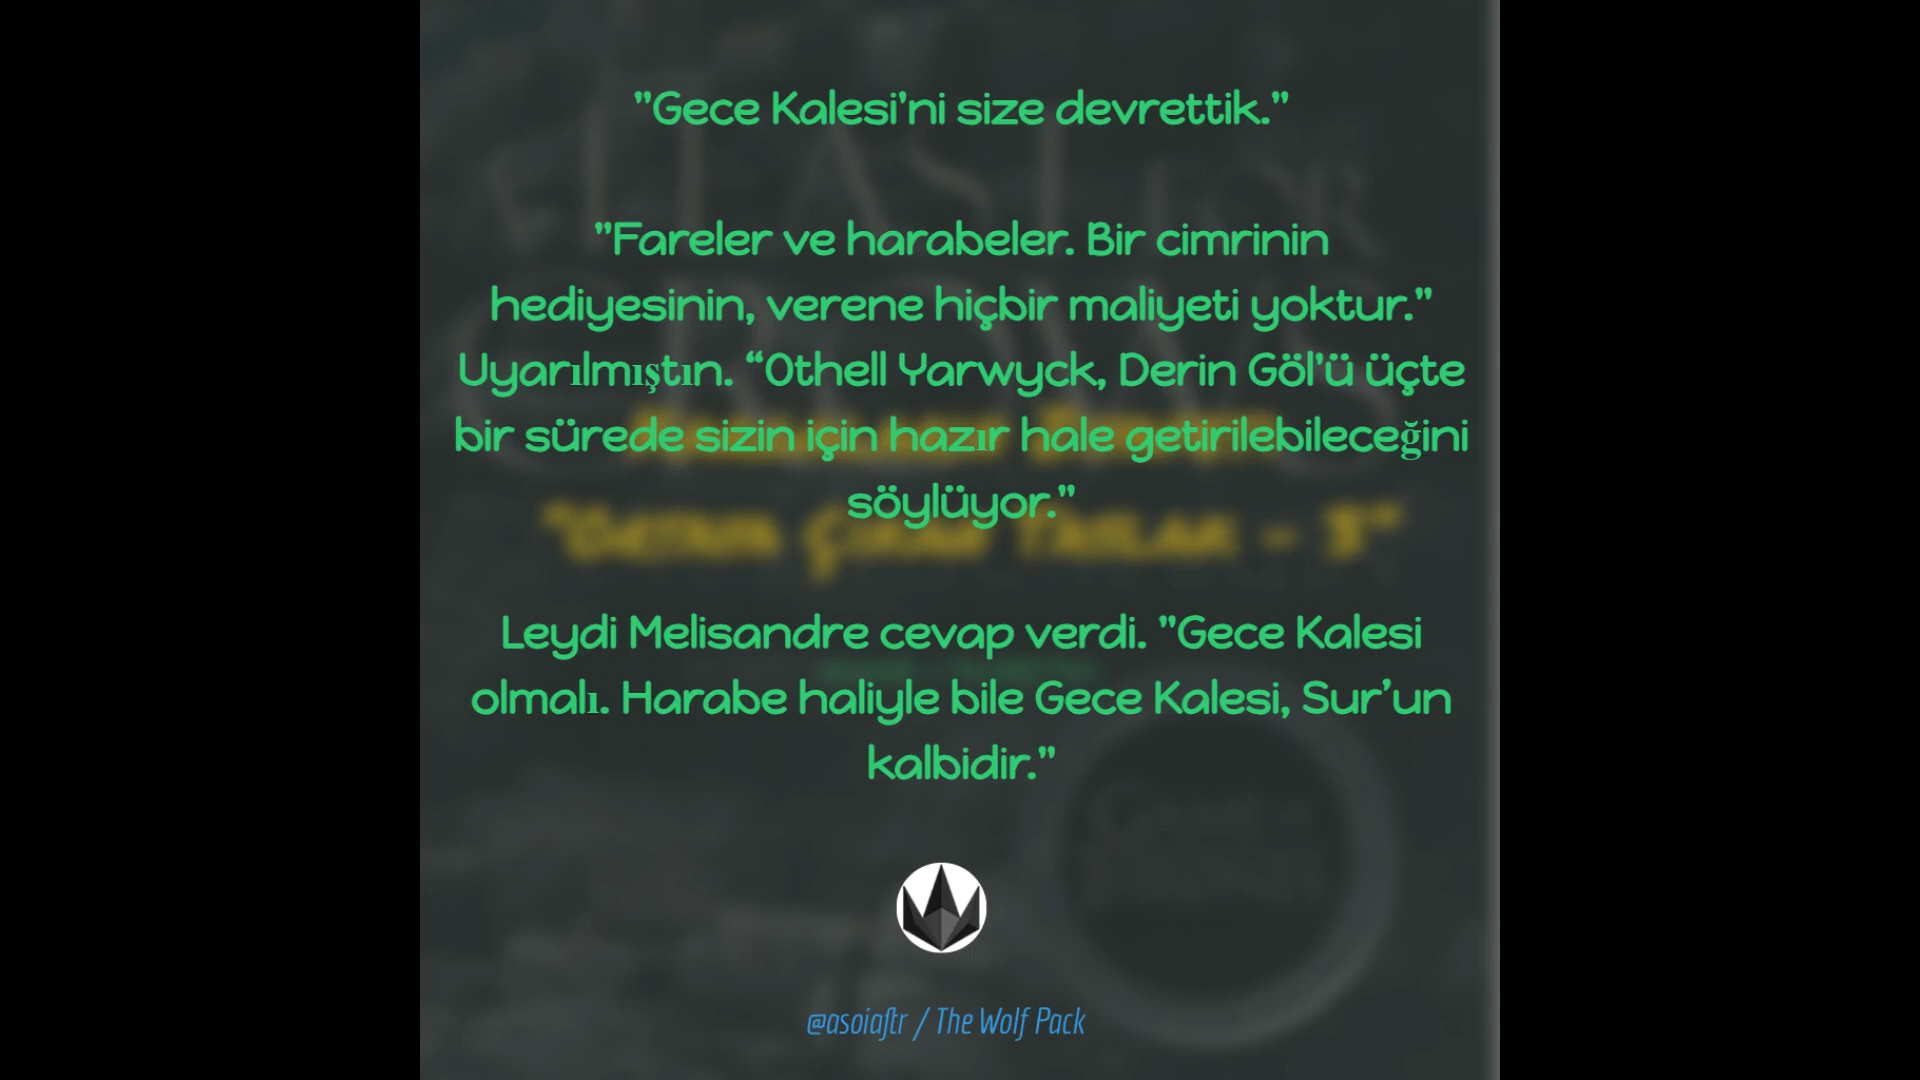 "Gece Kalesi'ni size devrettik."
"Fareler ve harabeler. Bir cimrinin
hediyesinin, verene hiçbir maliyeti yoktur."
Uyarılmıştın. “Othell Yarwyck, Derin Göl'ü üçte
bir sürede sizin için hazır hale getirilebileceğini
söylüyor."
Leydi Melisandre cevap verdi. "Gece Kalesi
olmalı. Harabe haliyle bile Gece Kalesi, Sur’un
kalbidir."
@asoiaftr / The Wolf Pack